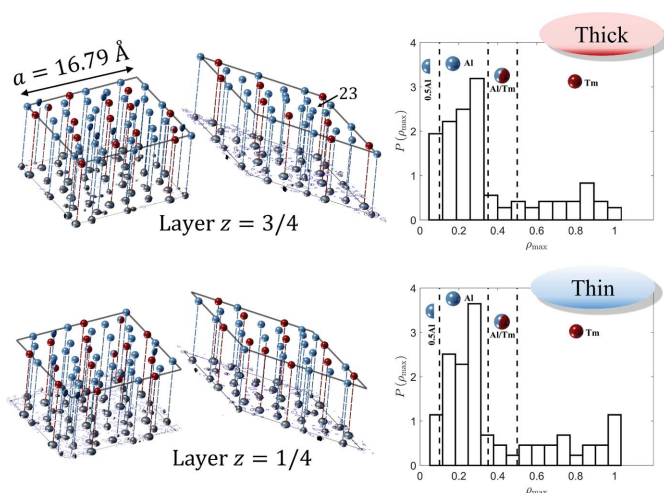 a = 16.79 Å
23
Layer z = 3/4
Thick
0.5Al
Al
Al/Tm
Tm
P (ρmax)
4
3
2
1
0
0
0.2
0.4
0.6
0.8
1
ρmax
Layer z = 1/4
Thin
0.5Al
Al
Al/Tm
Tm
P (ρmax)
4
3
2
1
0
0
0.2
0.4
0.6
0.8
1
ρmax